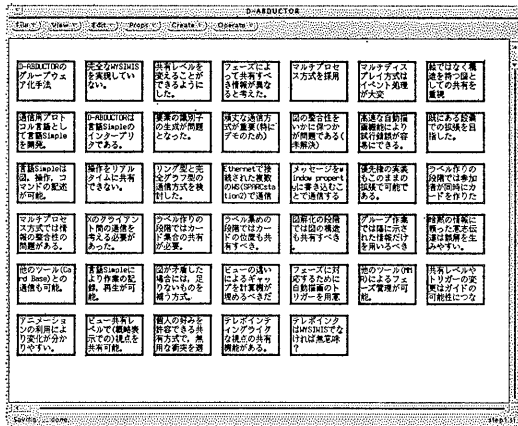 D-ABDUCTOR
File
View
Edit
Props
Create
Operate
D-ABDUCTORの
グループウェ
ア化手法
完全なWYSIWIS
を実現してい
ない。
共有レベルを
変えることが
できるように
した。
フェーズによ
って共有すべ
き情報が異な
ると考えた。
マルチプロセ
ス方式を採用
マルチディス
プレイ方式は
イベント処理
が大変
絵ではなく構
造を持つ図と
しての共有を
重視
通信用プロト
コル言語として
言語Simpleを
開発。
D-ABDUCTORは
言語Simpleの
インタープリ
タである。
要素の識別子
の生成が問題
となった。
頑丈な通信方
式が重要(特に
デモのため)
図の整合性を
いかに保つか
が問題である(
未解決)
高速な自動描
画機能により
試行錯誤が容
易にできる。
既にある設備
での拡張を目
指した。
言語Simpleは
図、操作、コ
マンドの記述
が可能。
操作をリアル
タイムに共有
できない。
リング型と完
全グラフ型の
通信方式を検
討した。
Ethernetで接
続された複数
のWS(SPARCsta
tion2)で通信
メッセージをw
indow propert
yに書き込むこ
とで通信する
優先権の実装
もこのままの
拡張で可能で
ある。
ラベル作りの
段階では参加
者が同時にカ
ードを作りた
マルチプロセ
ス方式では情
報の整合性の
問題がある。
Xのクライアン
ト間の通信を
考える必要が
あった。
ラベル作りの
段階ではカー
ド集合の共有
が必要。
ラベル集めの
段階ではカー
ドの位置も共
有すべき。
図解化の段階
では図の構造
も共有すべき
グループ作業
では陽に示さ
れた情報だけ
を用いるべき
暗黙の情報に
頼った意志伝
達は誤解を生
みやすい。
他のツール(Ca
rd Base)との
通信も可能。
言語Simpleに
より作業の記
録、再生が可
能。
図が矛盾した
場合には、足
りないものを
補う方式。
ビューの違い
によるギャッ
プを計算機が
埋めるべきだ
フェーズに対
応するために
自動描画のト
リガーを用意
他のツール(MM
R)によるフェ
ーズ管理が可
能。
共有レベルや
トリガーの変
更はガイドの
可能性につな
アニメーショ
ンの利用によ
り変化が分か
りやすい。
ビュー共有レ
ベルで(概略表
示での)視点を
共有可能。
個人の好みを
許容できる共
有方式で、無
用な衝突を避
テレポインテ
ィングライク
な視点の共有
機能がある。
テレポインタ
はWYSIWISでな
ければ無意味
?
Saving ... done.
step1.sl